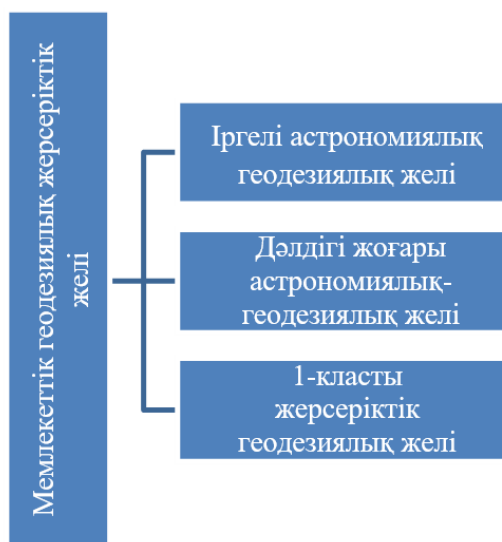 Мемлекеттік геодезиялық жерсеріктік
желі
Іргелі астрономиялық
геодезиялық желі
Дәлдігі жоғары
астрономиялық-
геодезиялық желі
1-класты
жерсеріктік
геодезиялық желі